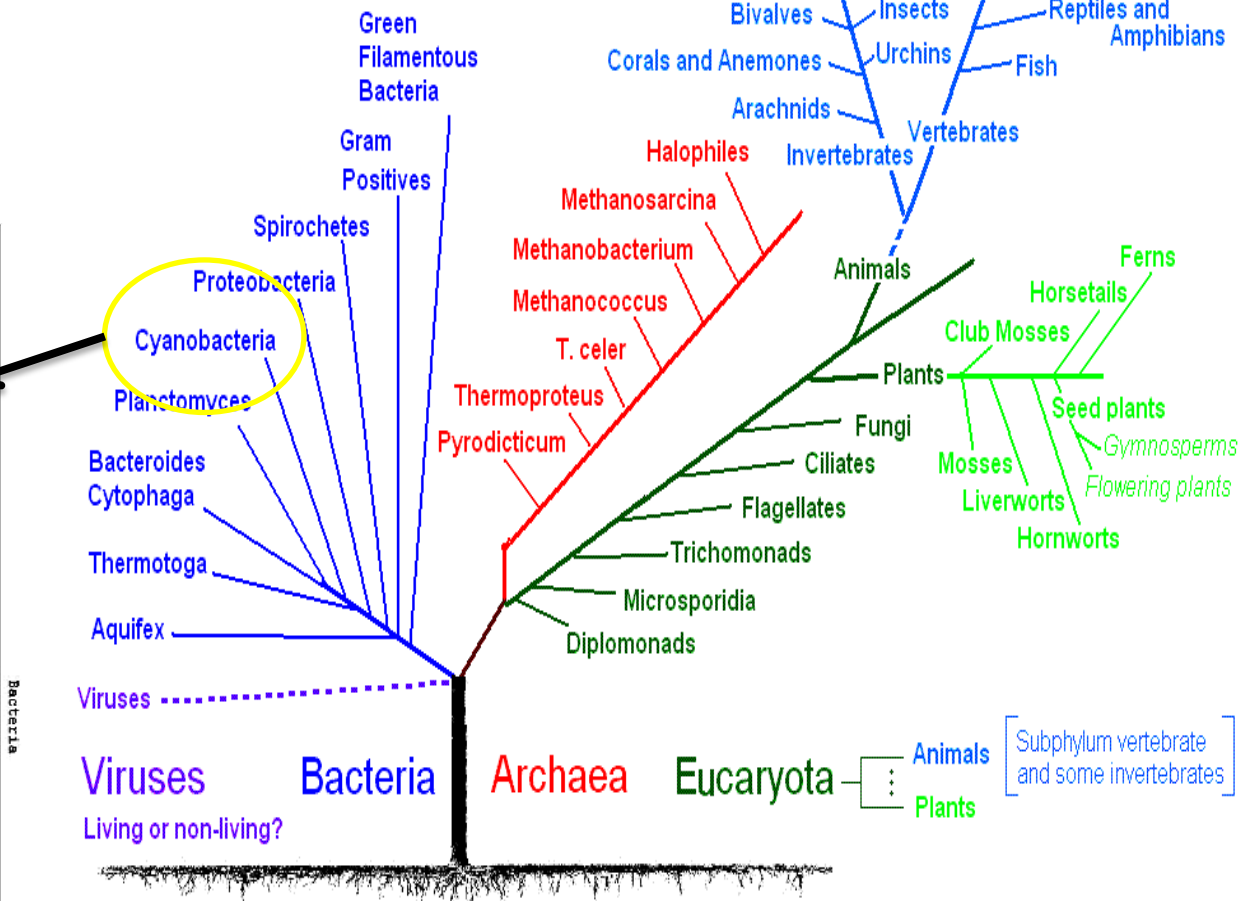 Green
Filamentous
Bacteria
Gram
Positives
Spirochetes
Proteobacteria
Cyanobacteria
Planctomyces
Bacteroides
Cytophaga
Thermotoga
Aquifex
Viruses
Halophiles
Methanosarcina
Methanobacterium
Methanococcus
T. celer
Thermoproteus
Pyrodicticum
Bivalves
Insects
Corals and Anemones
Urchins
Arachnids
Invertebrates
Vertebrates
Reptiles and
Amphibians
Fish
Animals
Plants
Fungi
Ciliates
Flagellates
Trichomonads
Microsporidia
Diplomonads
Ferns
Horsetails
Club Mosses
Seed plants
Gymnosperms
Flowering plants
Mosses
Liverworts
Hornworts
Bacteria
Viruses
Bacteria
Archaea
Eucaryota
Living or non-living?
Animals
Plants
Subphylum vertebrate
and some invertebrates